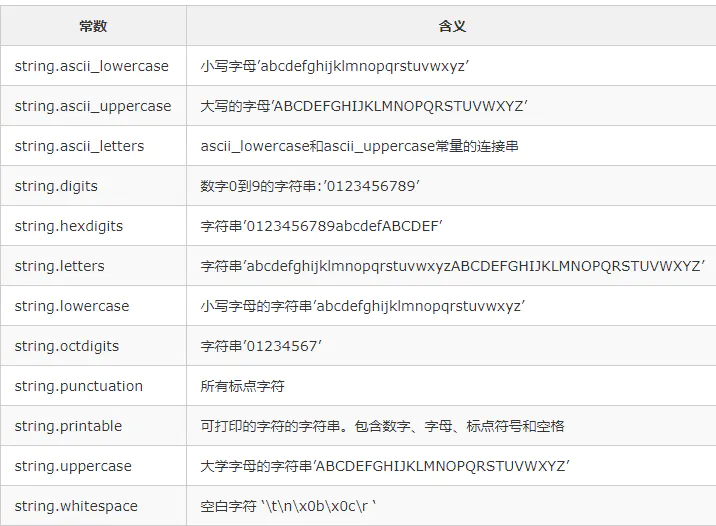 常数 含义
string.ascii_lowercase 小写字母’abcdefghijklmnopqrstuvwxyz’
string.ascii_uppercase 大写的字母’ABCDEFGHIJKLMNOPQRSTUVWXYZ’
string.ascii_letters ascii_lowercase和ascii_uppercase常量的连接串
string.digits 数字0到9的字符串:’0123456789’
string.hexdigits 字符串’0123456789abcdefABCDEF’
string.letters 字符串’abcdefghijklmnopqrstuvwxyzABCDEFGHIJKLMNOPQRSTUVWXYZ’
string.lowercase 小写字母的字符串’abcdefghijklmnopqrstuvwxyz’
string.octdigits 字符串’01234567’
string.punctuation 所有标点字符
string.printable 可打印的字符的字符串。包含数字、字母、标点符号和空格
string.uppercase 大学字母的字符串’ABCDEFGHIJKLMNOPQRSTUVWXYZ’
string.whitespace 空白字符 ‘\t\n\x0b\x0c\r ‘